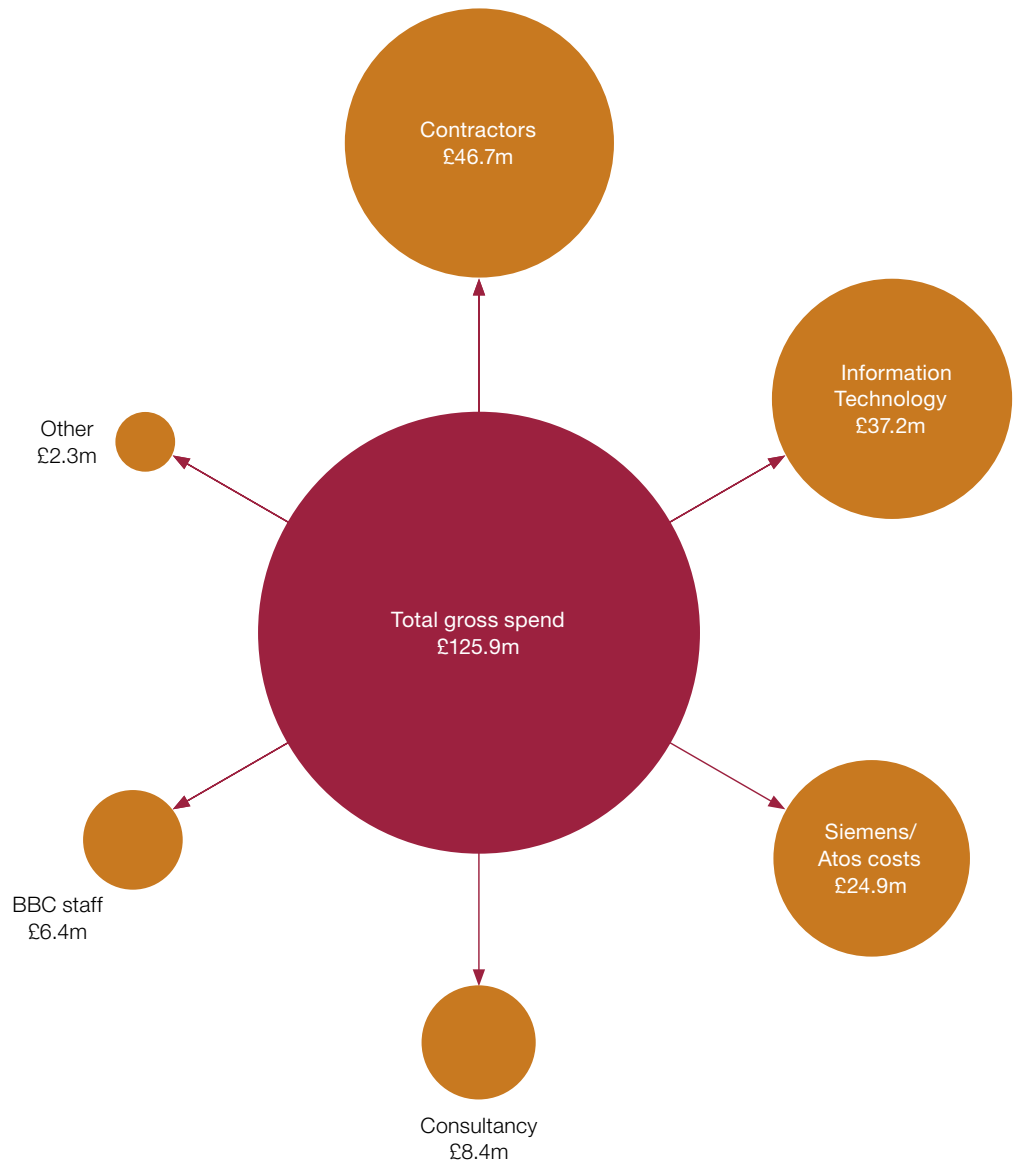 Contractors
£46.7m
Information
Technology
£37.2m
Other
£2.3m
Total gross spend
£125.9m
Siemens/
Atos costs
£24.9m
BBC staff
£6.4m
Consultancy
£8.4m